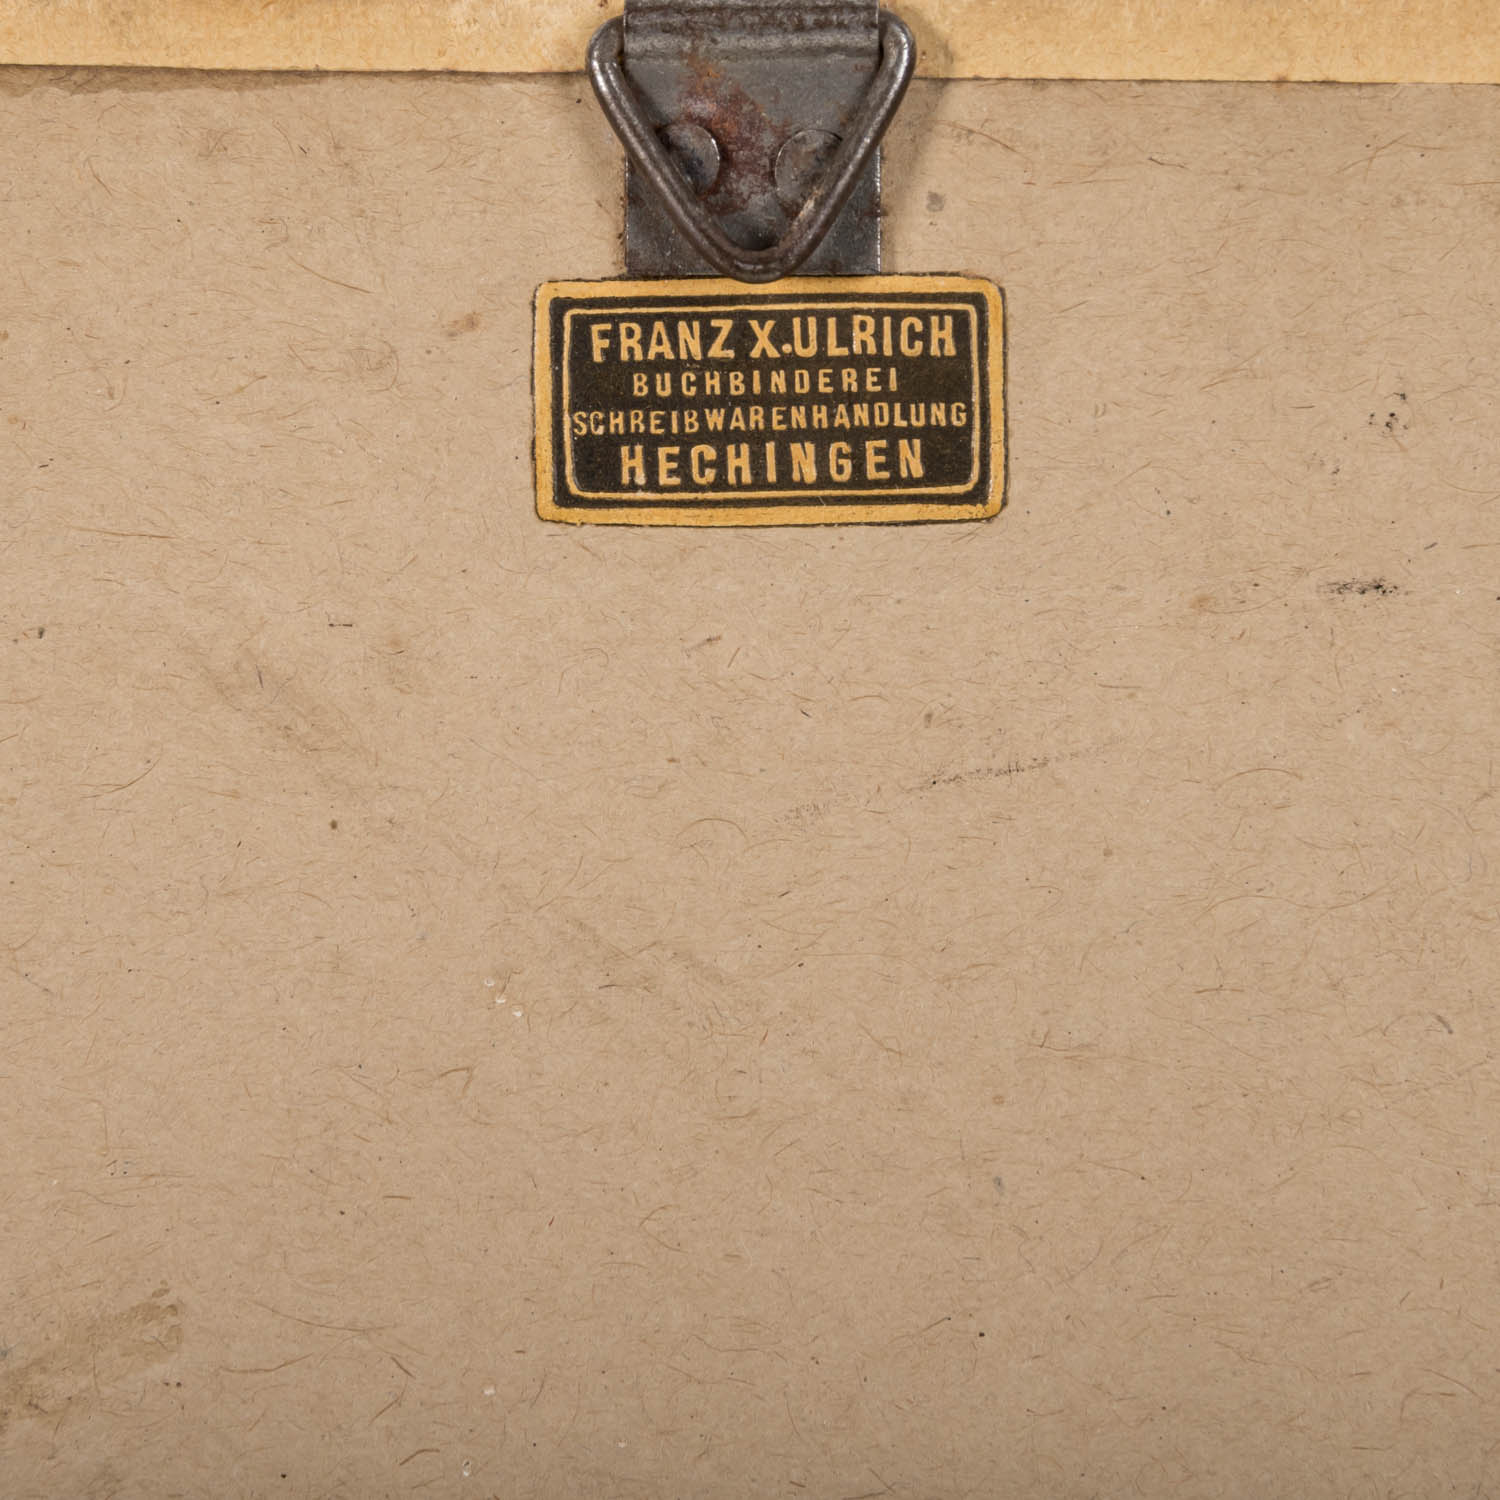 FRANZ X. ULRICH
BUCHBINDEREI
SCHREIBWARENHANDLUNG
HECHINGEN